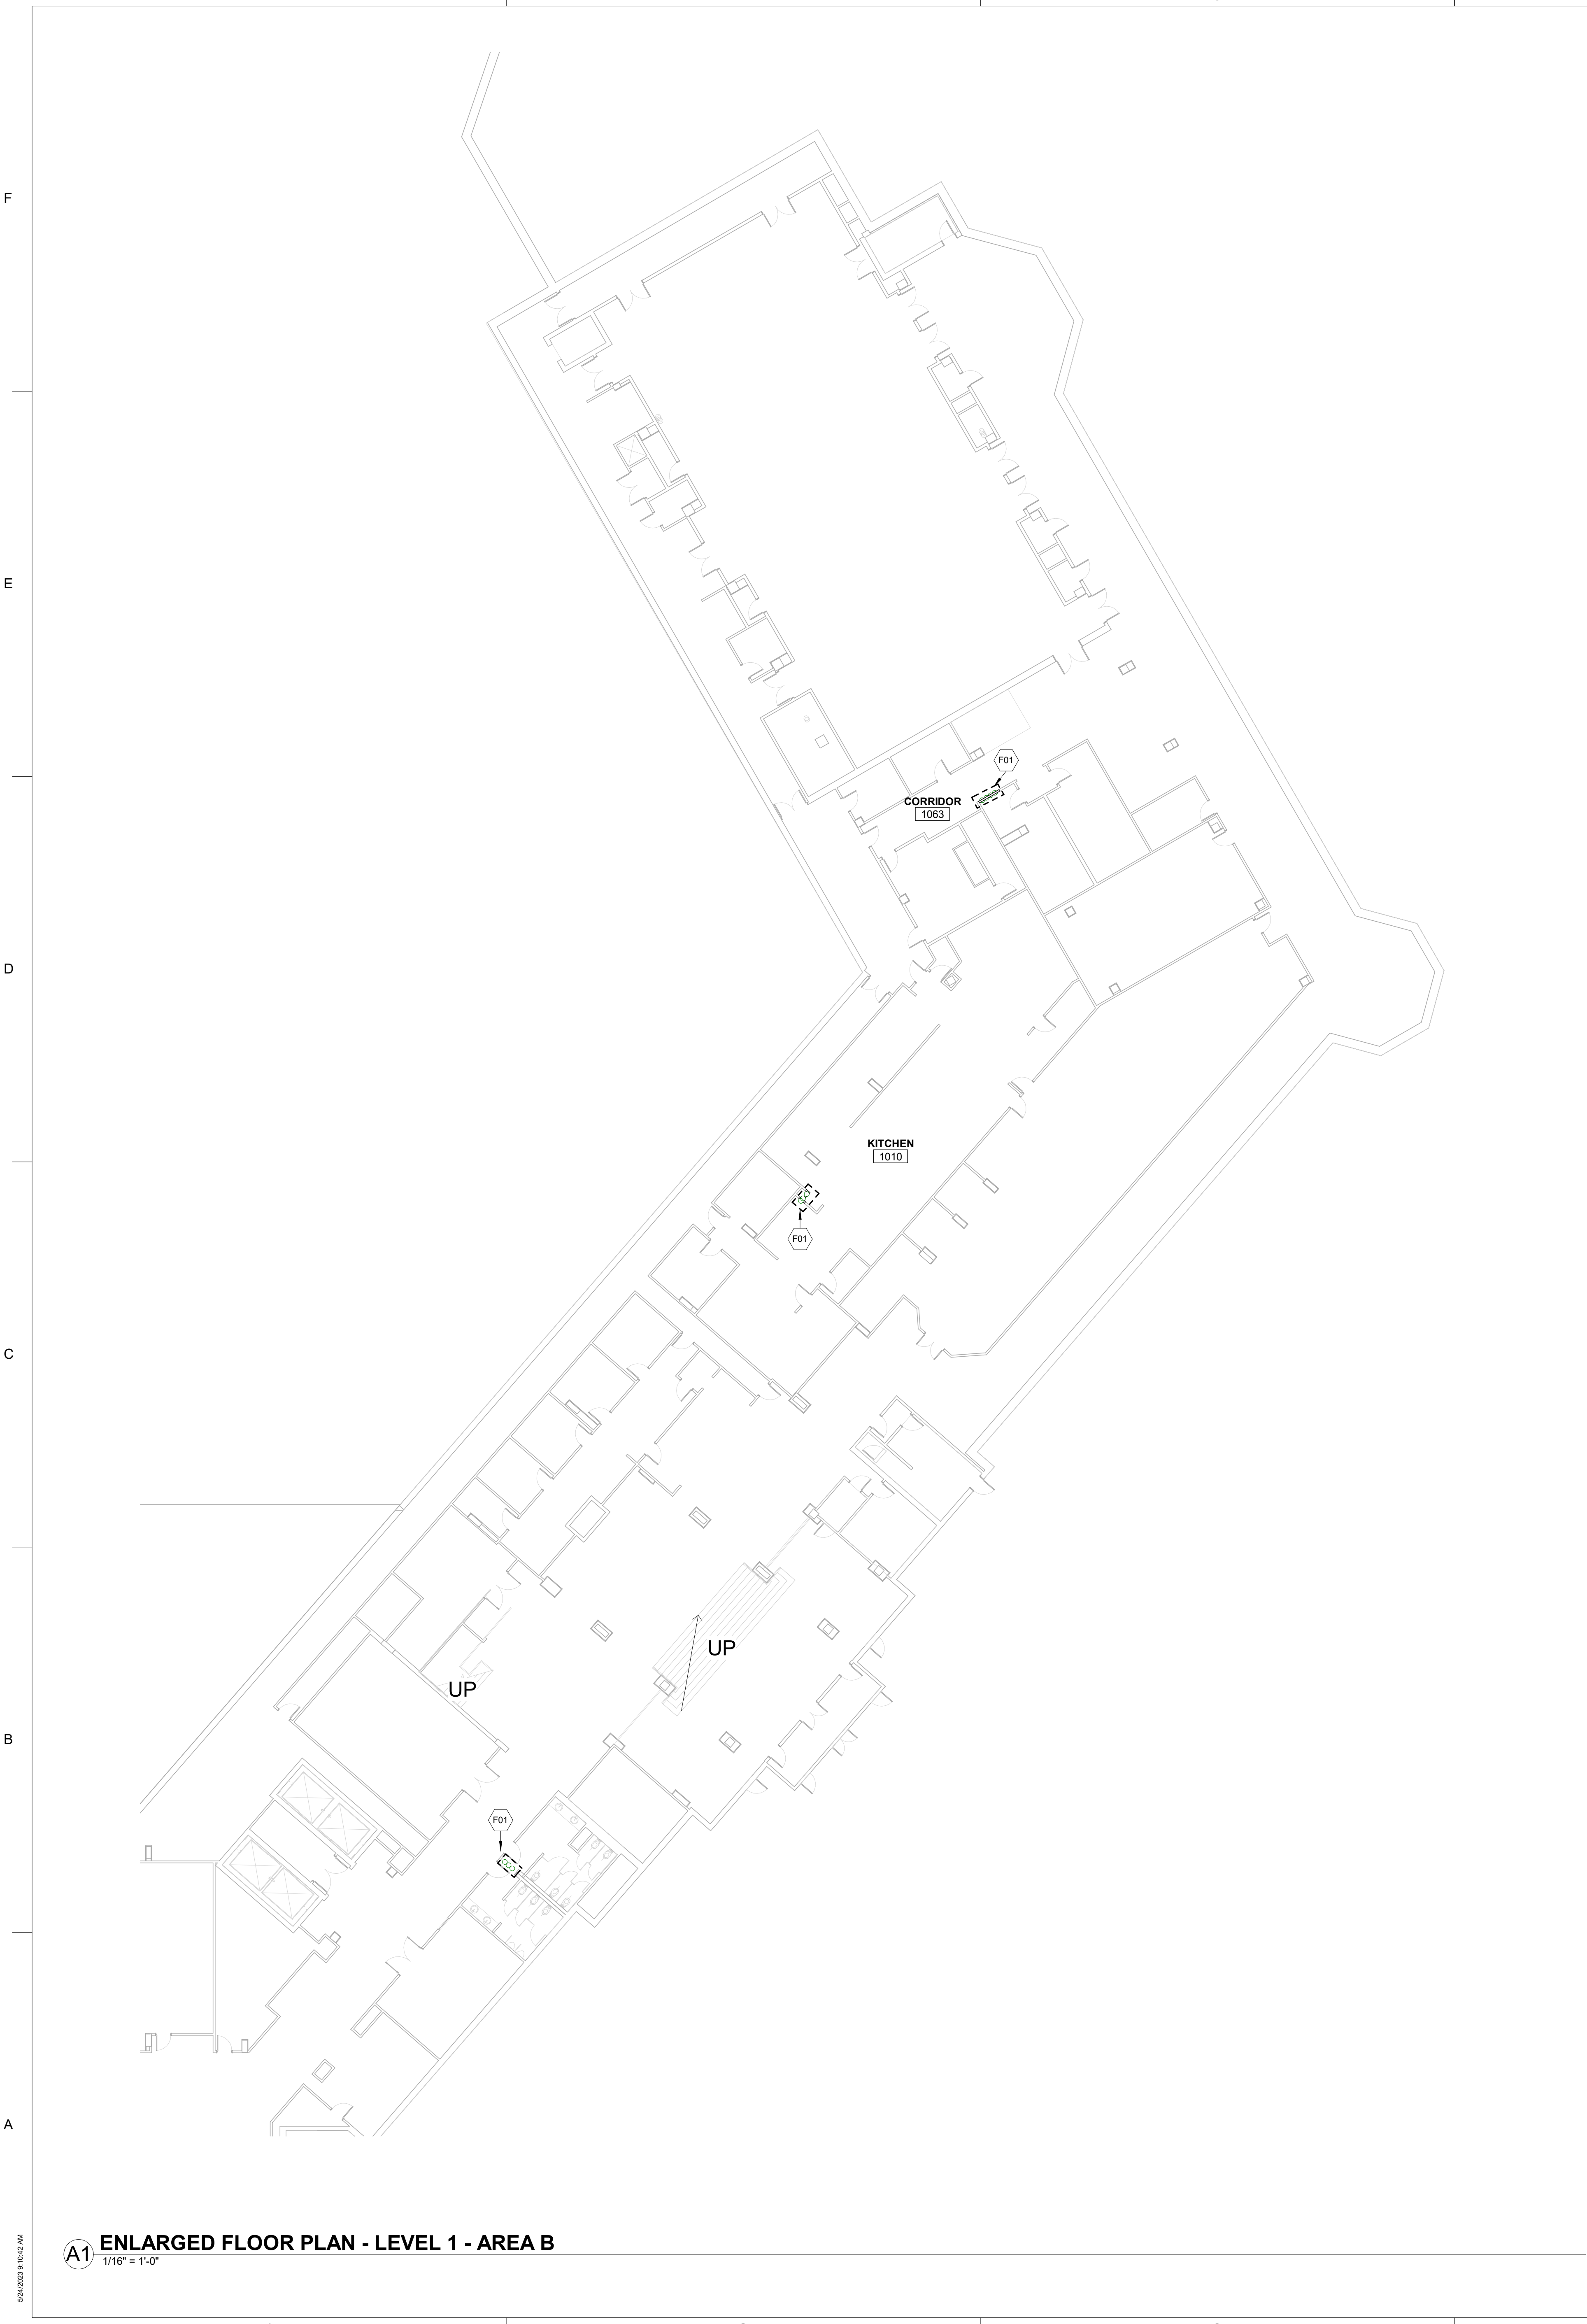 F
E
F01
CORRIDOR
1063
D
KITCHEN
1010
F01
C
UP
UP
B
F01
A
A1
ENLARGED FLOOR PLAN - LEVEL 1 - AREA B
1/16" = 1'-0"
5/24/2023 9:10:42 AM